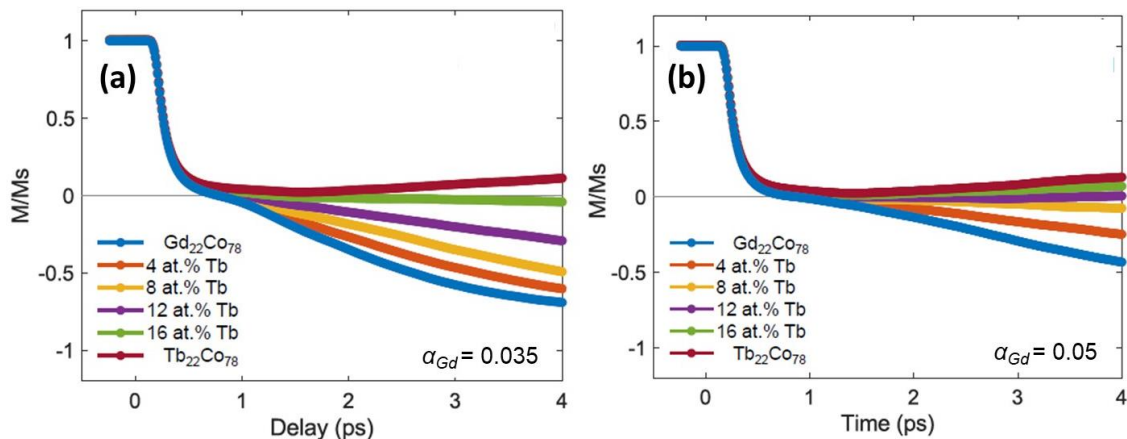 (a)
M/Ms
1
0.5
0
-0.5
-1
Gd22Co78
4 at.% Tb
8 at.% Tb
12 at.% Tb
16 at.% Tb
Tb22Co78
αGd = 0.035
0 1 2 3 4
Delay (ps)
(b)
M/Ms
1
0.5
0
-0.5
-1
Gd22Co78
4 at.% Tb
8 at.% Tb
12 at.% Tb
16 at.% Tb
Tb22Co78
αGd = 0.05
0 1 2 3 4
Time (ps)